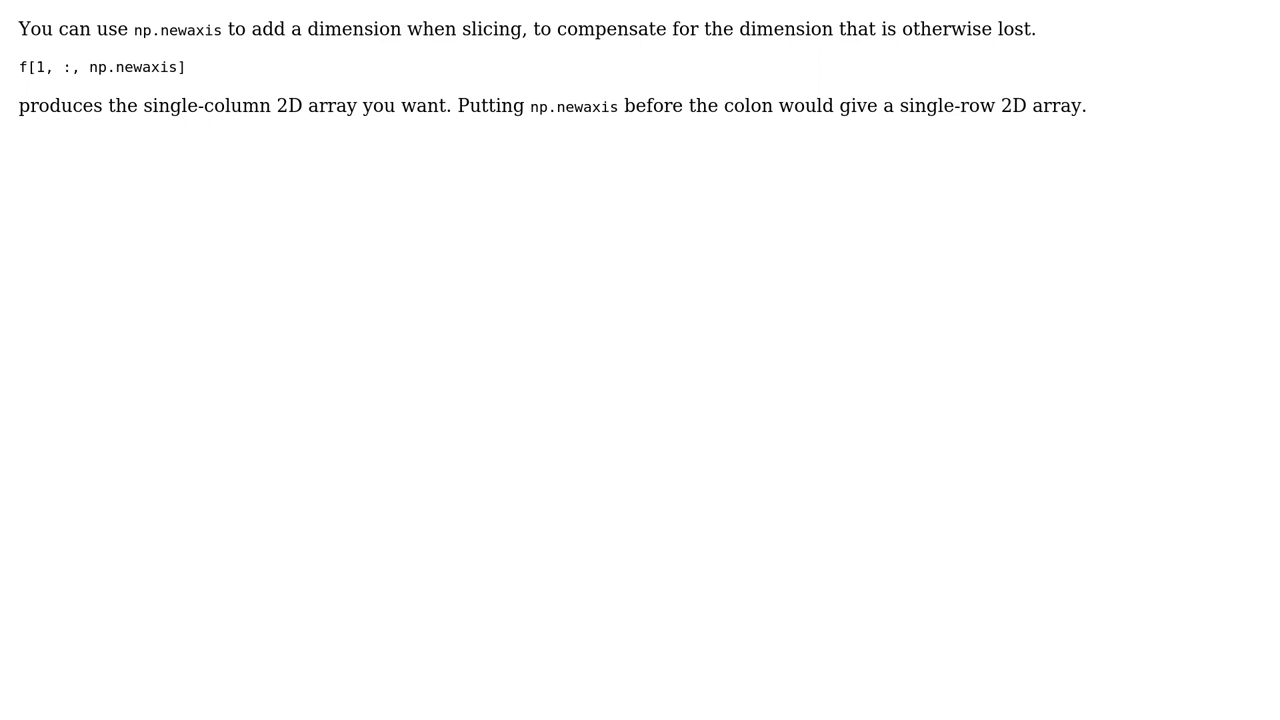 You can use np.newaxis to add a dimension when slicing, to compensate for the dimension that is otherwise lost.
f[1, :, np.newaxis]
produces the single-column 2D array you want. Putting np.newaxis before the colon would give a single-row 2D array.